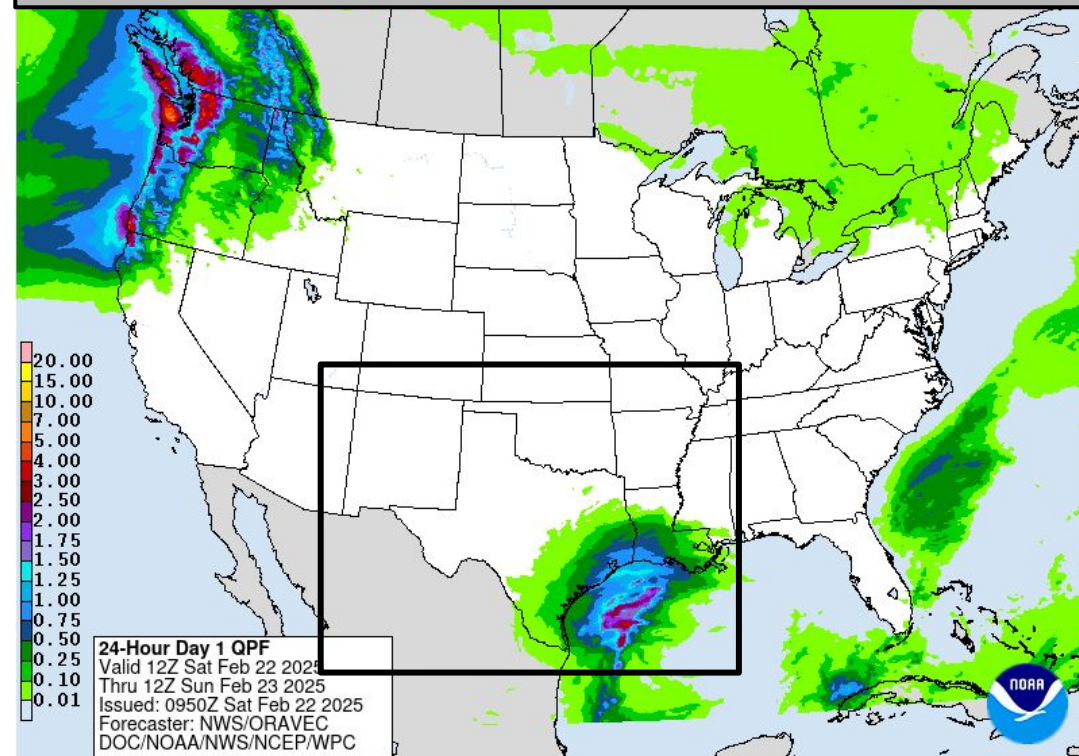 20.00
15.00
10.00
7.00
5.00
4.00
3.00
2.50
2.00
1.75
1.50
1.25
1.00
0.75
0.50
0.25
0.10
0.01
24-Hour Day 1 QPF
Valid 12Z Sat Feb 22 2025
Thru 12Z Sun Feb 23 2025
Issued: 0950Z Sat Feb 22 2025
Forecaster: NWS/ORAVEC
DOC/NOAA/NWS/NCEP/WPC
NOAA